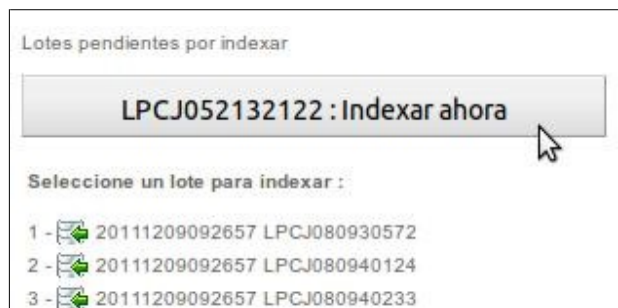 Lotes pendientes por indexar
LPCJ052132122 : Indexar ahora
Seleccione un lote para indexar :
1 - 20111209092657 LPCJ080930572
2 - 20111209092657 LPCJ080940124
3 - 20111209092657 LPCJ080940233